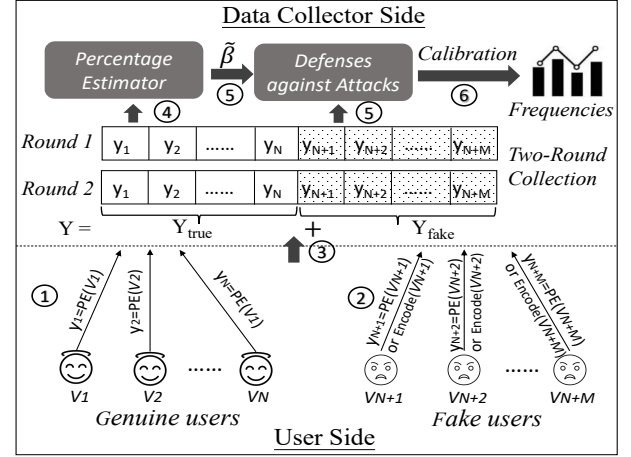 Data Collector Side
Percentage Estimator
β̃
Defenses against Attacks
Calibration
④ ⑤ ⑤ ⑥
Frequencies
Round 1 y1 y2 ...... yN yN+1 yN+2 ...... yN+M
Two-Round Collection
Round 2 y1 y2 ...... yN yN+1 yN+2 ...... yN+M
Y = Ytrue + Yfake
③
① ②
y1=PE(V1)
y2=PE(V2)
yN=PE(V1)
yN+1=PE(VN+1)
or Encode(VN+1)
yN+2=PE(VN+2)
or Encode(VN+2)
yN+M=PE(VN+M)
or Encode(VN+M)
...... ......
V1 V2 VN VN+1 VN+2 VN+M
Genuine users Fake users
User Side